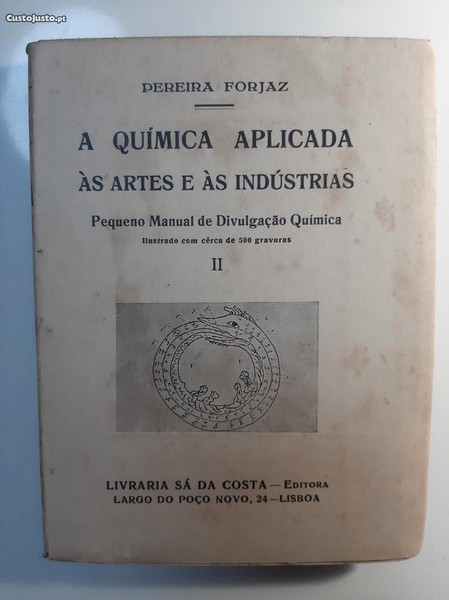 CustoJusto.pt
PEREIRA FORJAZ
A QUÍMICA APLICADA
ÀS ARTES E ÀS INDÚSTRIAS
Pequeno Manual de Divulgação Química
Ilustrado com cêrca de 500 gravuras
II
LIVRARIA SÁ DA COSTA — EDITORA
LARGO DO POÇO NOVO, 24 — LISBOA